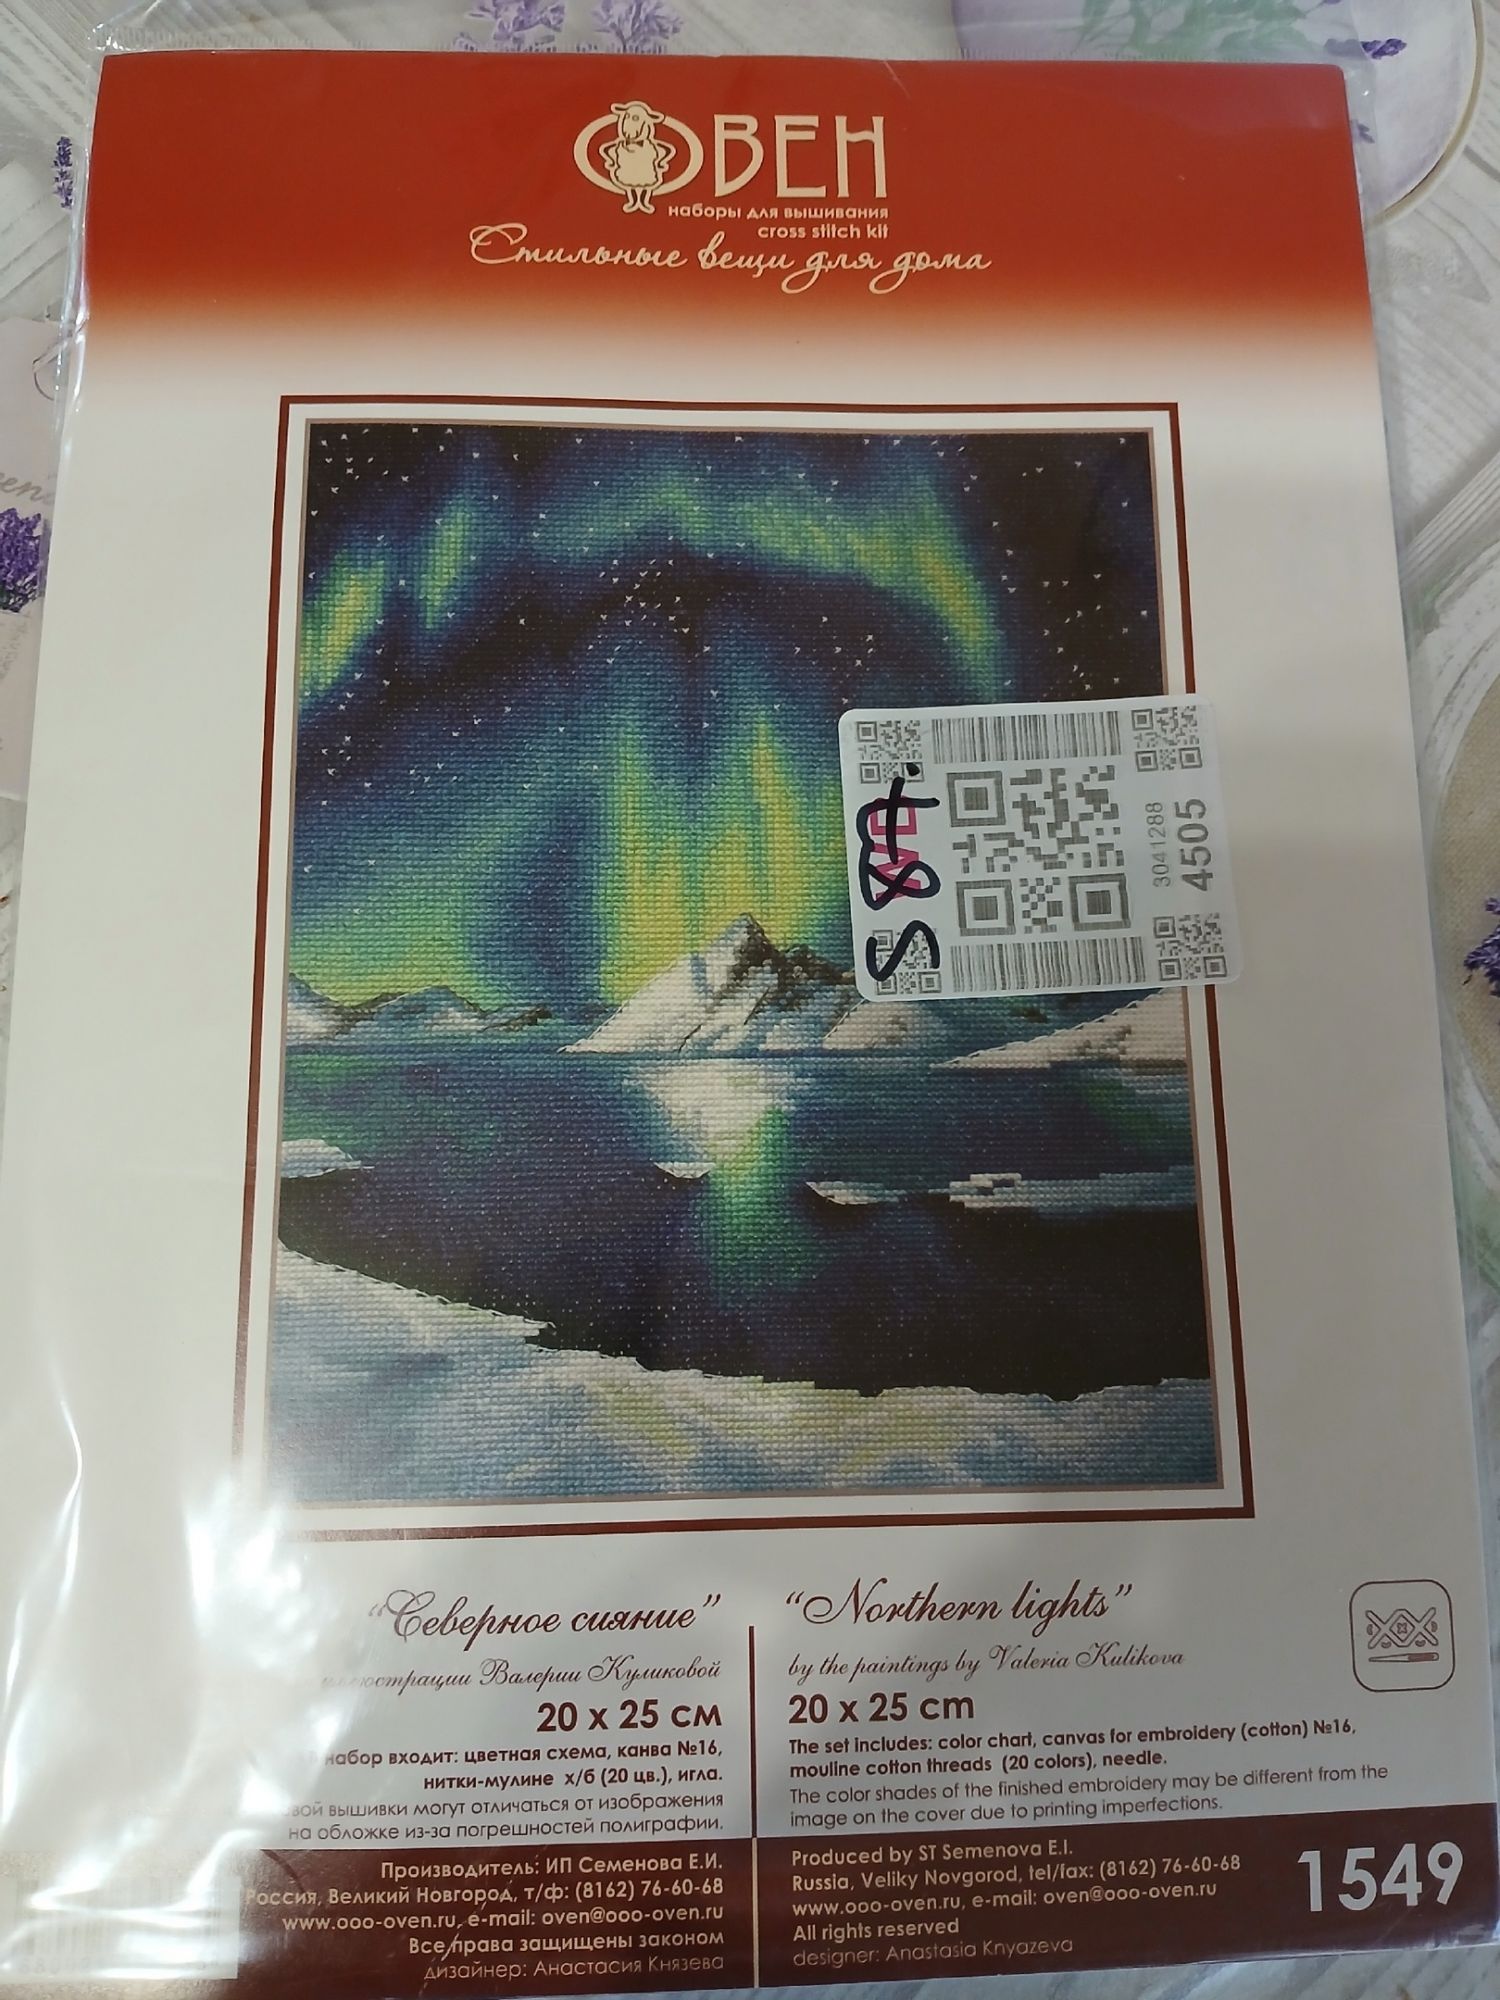 ОВЕН
наборы для вышивания
cross stitch kit
Стильные вещи для дома
S 87.
WB
3041288
4505
"Северное сияние"
иллюстрации Валерии Куликовой
20 х 25 см
набор входит: цветная схема, канва №16,
нитки-мулине х/б (20 цв.), игла.
вышивки могут отличаться от изображения
на обложке из-за погрешностей полиграфии.
"Northern lights"
by the paintings by Valeria Kulikova
20 x 25 cm
The set includes: color chart, canvas for embroidery (cotton) №16,
mouline cotton threads (20 colors), needle.
The color shades of the finished embroidery may be different from the
image on the cover due to printing imperfections.
Производитель: ИП Семенова Е.И.
Россия, Великий Новгород, т/ф: (8162) 76-60-68
www.ooo-oven.ru, e-mail: oven@ooo-oven.ru
Все права защищены законом
дизайнер: Анастасия Князева
Produced by ST Semenova E.I.
Russia, Veliky Novgorod, tel/fax: (8162) 76-60-68
www.ooo-oven.ru, e-mail: oven@ooo-oven.ru
All rights reserved
designer: Anastasia Knyazeva
1549